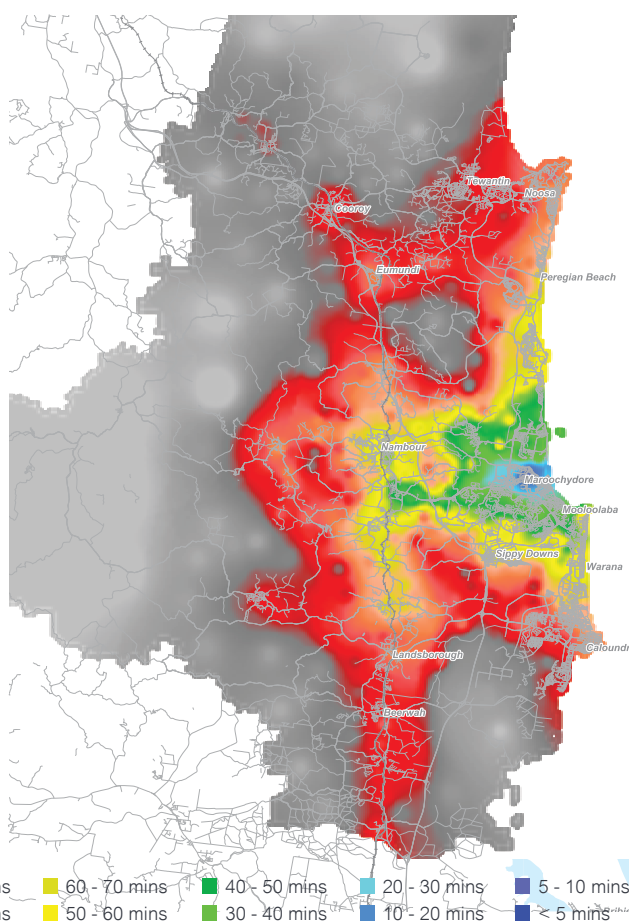 Tewantin
Noosa
Cooroy
Eumundi
Peregian Beach
Nambour
Maroochydore
Mooloolaba
Sippy Downs
Warana
Caloundr
Landsborough
Beerwah
60 - 70 mins
40 - 50 mins
20 - 30 mins
5 - 10 mins
50 - 60 mins
30 - 40 mins
10 - 20 mins
< 5 mins